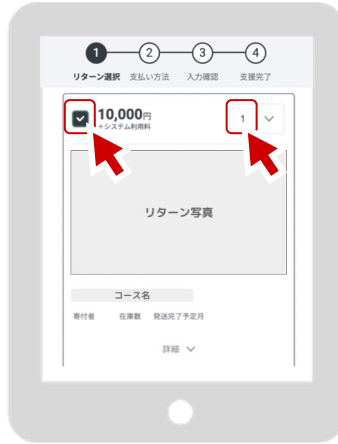 1 2 3 4
リターン選択 支払い方法 入力確認 支援完了
10,000円 1
+システム利用料
リターン写真
コース名
寄付者 在庫数 発送完了予定月
詳細